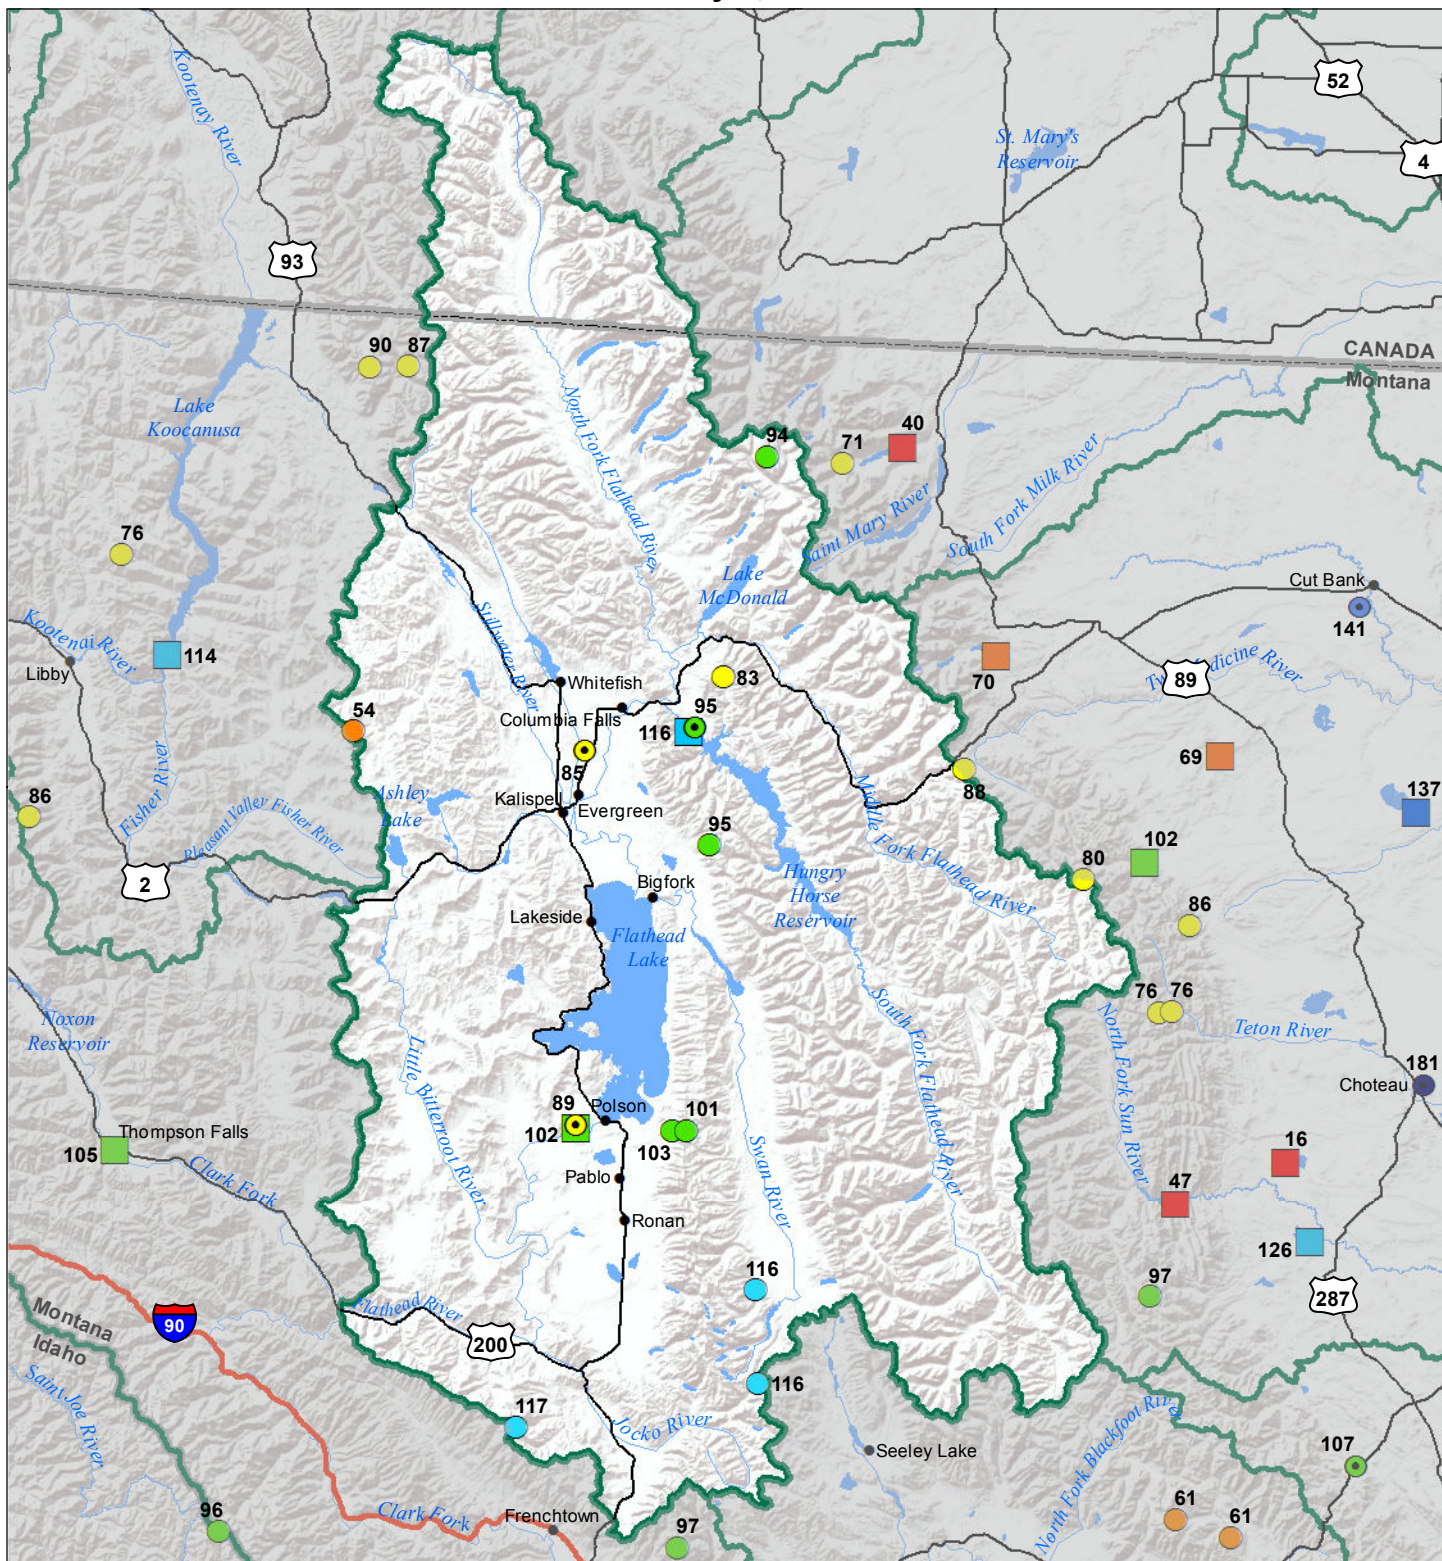 52
Kootenay River
St. Mary's
Reservoir
4
93
CANADA
Montana
90
87
Lake
Koocanusa
North Fork Flathead River
94
71
40
South Fork Milk River
Saint Mary River
76
Lake
McDonald
Cut Bank
141
Kootenai River
Libby
114
Stillwater River
Whitefish
83
70
Two Medicine River
89
54
Columbia Falls
95
116
85
69
88
137
86
Fisher River
Pleasant Valley Fisher River
Ashley
Lake
Kalispell
Evergreen
95
Middle Fork Flathead River
102
80
2
Bigfork
Hungry
Horse
Reservoir
86
Lakeside
Flathead
Lake
76
76
Noxon
Reservoir
Little Bitterroot River
South Fork Flathead River
North Fork Sun River
Teton River
181
Choteau
89
102
Polson
101
103
Thompson Falls
105
Clark Fork
Swan River
16
47
Pablo
Ronan
126
116
97
287
Montana
Idaho
90
Flathead River
200
116
Saint Joe River
117
Jocko River
North Fork Blackfoot River
Seeley Lake
107
96
Clark Fork
Frenchtown
97
61
61